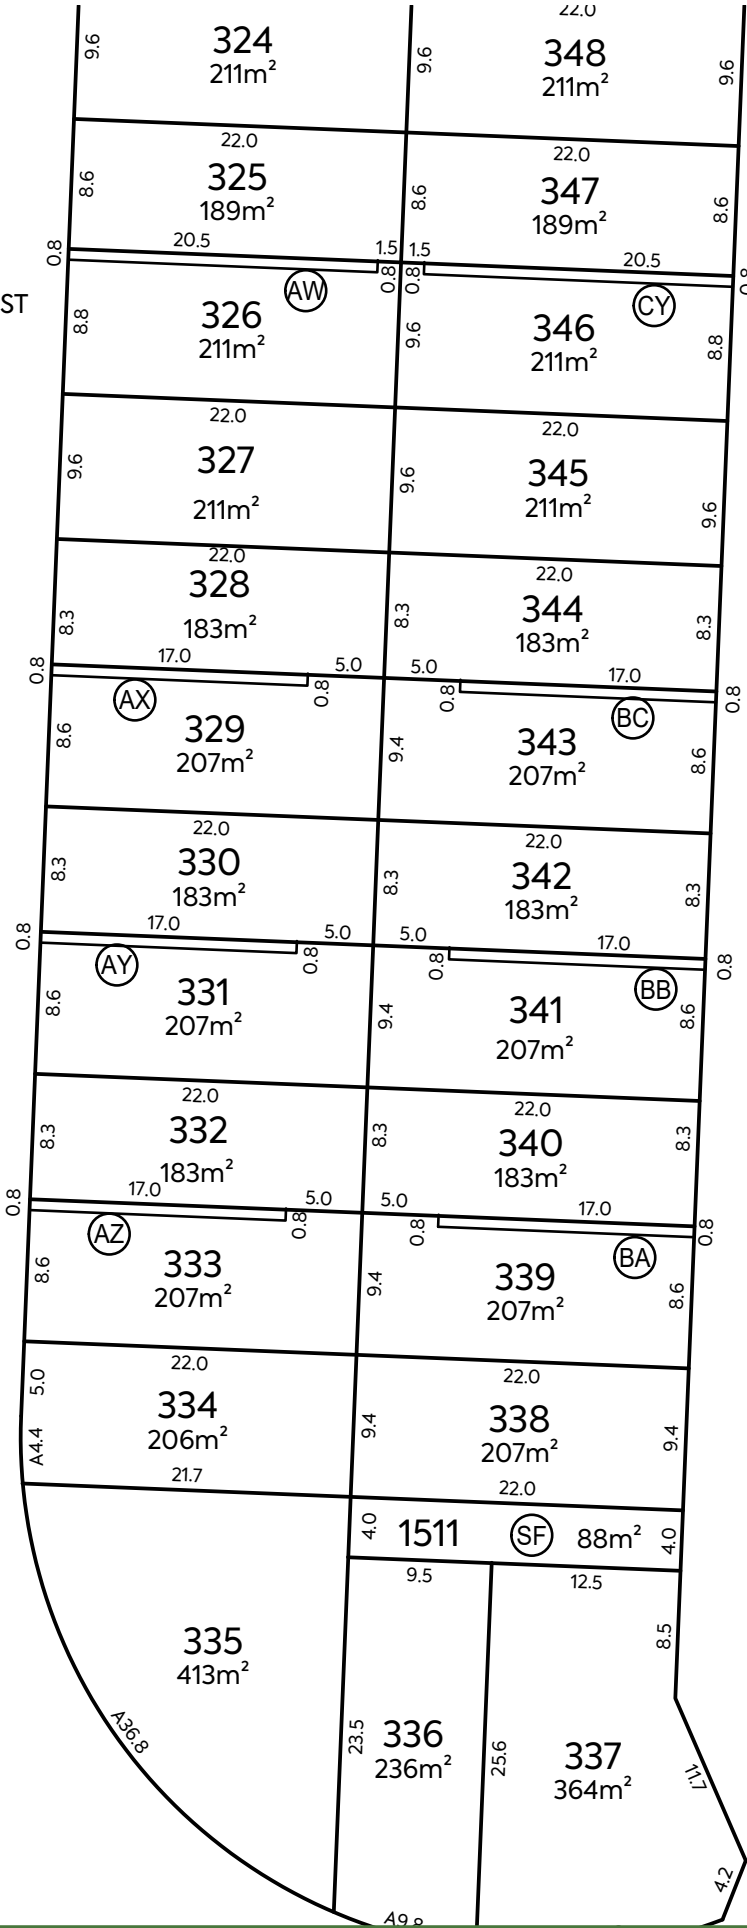 22.0
9.6
324
211m²
9.6
348
211m²
9.6
22.0
22.0
8.6
325
189m²
8.6
347
189m²
8.6
0.8
20.5
1.5
1.5
20.5
0.8
0.8
0.8
ST
AW
CY
8.8
326
211m²
9.6
346
211m²
8.8
22.0
22.0
9.6
327
211m²
9.6
345
211m²
9.6
22.0
22.0
8.3
328
183m²
8.3
344
183m²
8.3
0.8
17.0
5.0
5.0
17.0
0.8
0.8
0.8
AX
BC
8.6
329
207m²
9.4
343
207m²
8.6
22.0
22.0
8.3
330
183m²
8.3
342
183m²
8.3
0.8
17.0
5.0
5.0
17.0
0.8
0.8
0.8
AY
BB
8.6
331
207m²
9.4
341
207m²
8.6
22.0
22.0
8.3
332
183m²
8.3
340
183m²
8.3
0.8
17.0
5.0
5.0
17.0
0.8
0.8
0.8
AZ
BA
8.6
333
207m²
9.4
339
207m²
8.6
22.0
22.0
5.0
A4.4
334
206m²
9.4
338
207m²
9.4
21.7
22.0
4.0
1511
SF
88m²
4.0
9.5
12.5
8.5
335
413m²
A36.8
23.5
336
236m²
25.6
337
364m²
11.7
4.2
A9.8